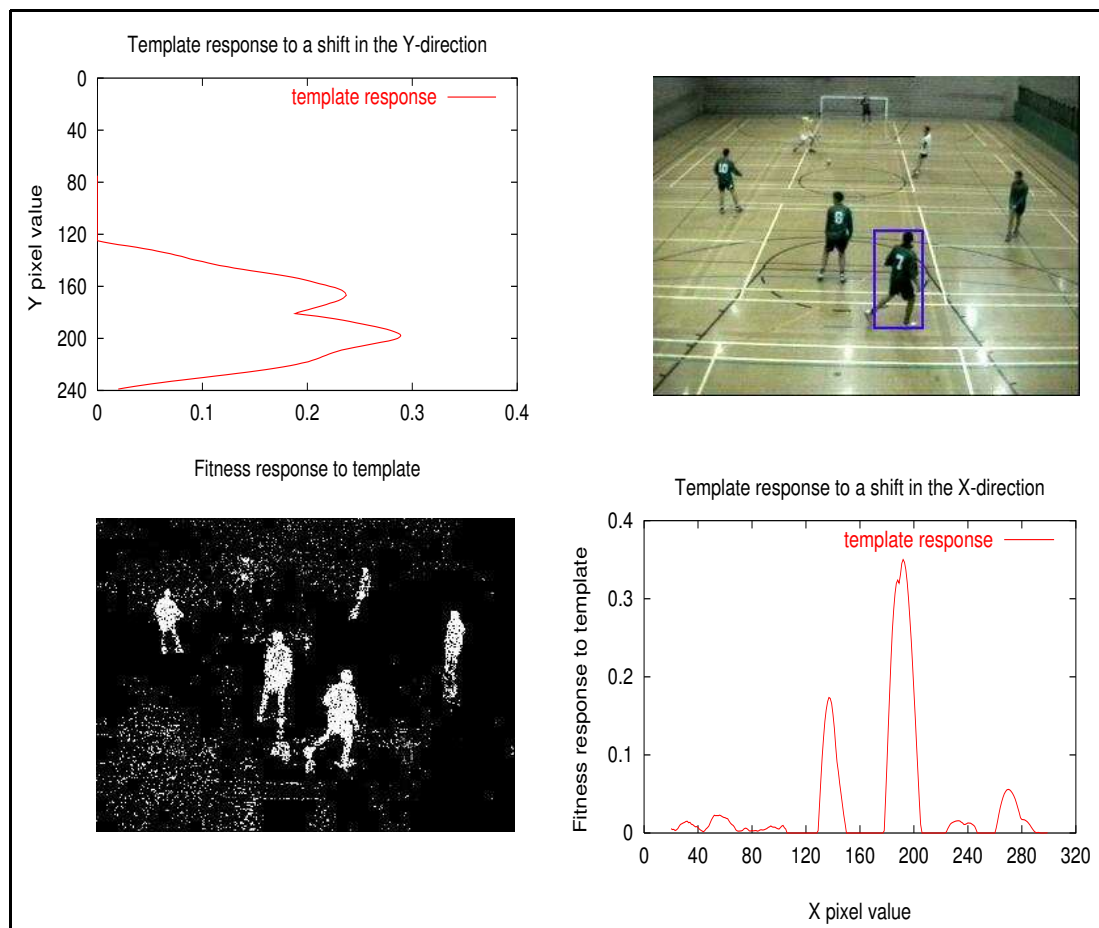 Template response to a shift in the Y-direction
template response
Y pixel value
0
40
80
120
160
200
240
0 0.1 0.2 0.3 0.4
10
8
7
Fitness response to template
Template response to a shift in the X-direction
template response
Fitness response to template
0.4
0.3
0.2
0.1
0
0 40 80 120 160 200 240 280 320
X pixel value